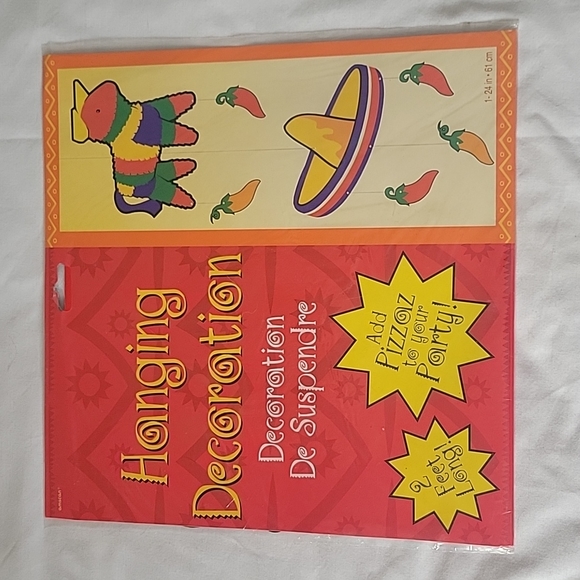 Hanging
Decoration
Decoration
De Suspendre
Add
Pizzaz
to your
Party!
2
Feet
Long!
1 - 24 in • 61 cm